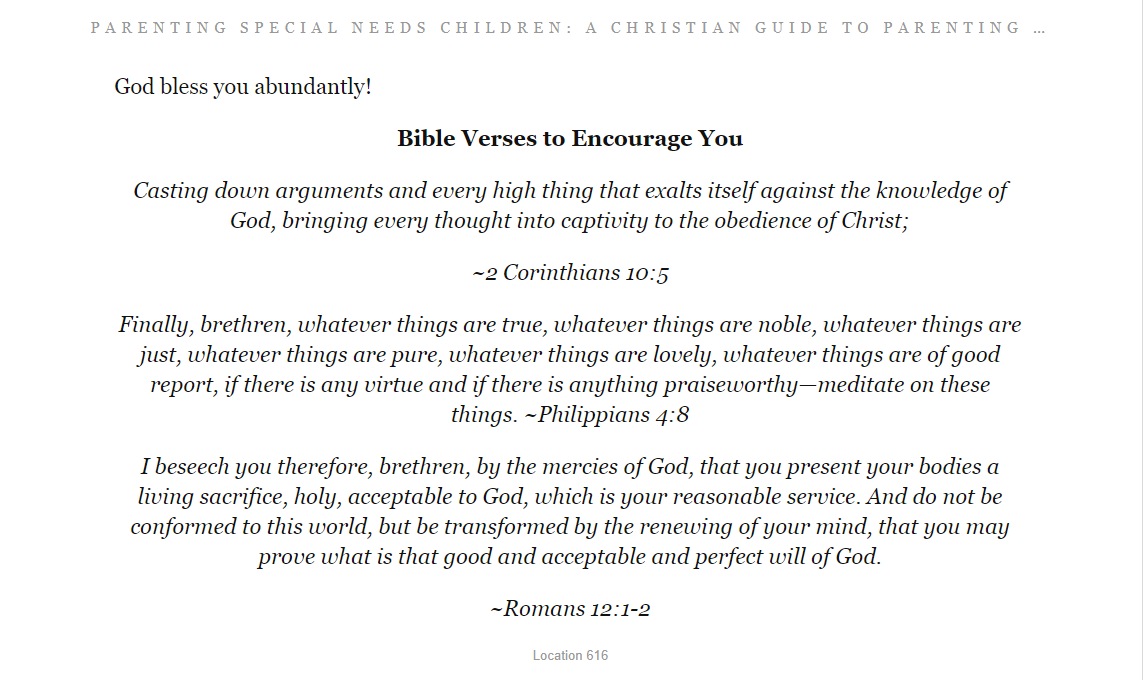 PARENTING SPECIAL NEEDS CHILDREN: A CHRISTIAN GUIDE TO PARENTING ...
God bless you abundantly!
Bible Verses to Encourage You
Casting down arguments and every high thing that exalts itself against the knowledge of
God, bringing every thought into captivity to the obedience of Christ;
~2 Corinthians 10:5
Finally, brethren, whatever things are true, whatever things are noble, whatever things are
just, whatever things are pure, whatever things are lovely, whatever things are of good
report, if there is any virtue and if there is anything praiseworthy—meditate on these
things. ~Philippians 4:8
I beseech you therefore, brethren, by the mercies of God, that you present your bodies a
living sacrifice, holy, acceptable to God, which is your reasonable service. And do not be
conformed to this world, but be transformed by the renewing of your mind, that you may
prove what is that good and acceptable and perfect will of God.
~Romans 12:1-2
Location 616